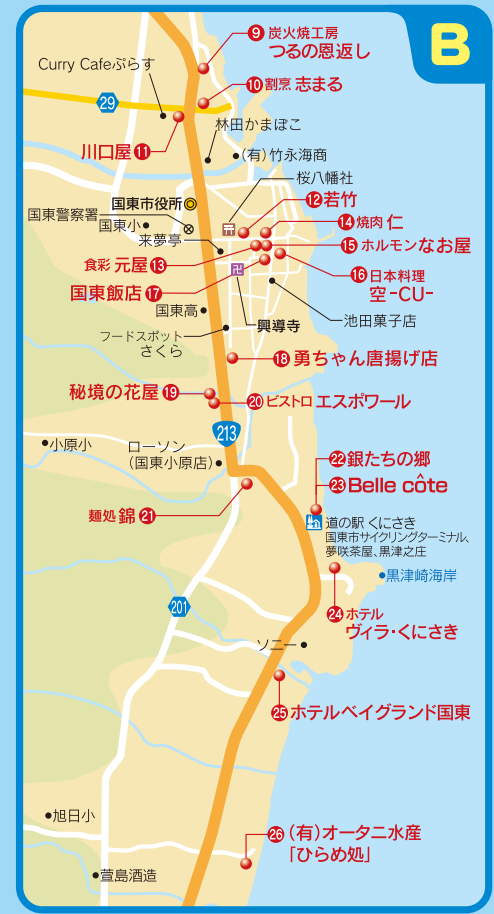 B
⑨ 炭火焼工房
つるの恩返し
Curry Cafeぷらす
⑩ 割烹 志まる
29
林田かまぼこ
川口屋 ⑪
(有)竹永海商
桜八幡社
国東市役所
⑫ 若竹
国東警察署
国東小
⑭ 焼肉 仁
来夢亭
⑮ ホルモン なお屋
食彩 元屋 ⑬
⑯ 日本料理
空-CU-
国東飯店 ⑰
国東高
興導寺
池田菓子店
フードスポット
さくら
⑱ 勇ちゃん唐揚げ店
秘境の花屋 ⑲
⑳ ビストロ エスポワール
213
小原小
ローソン
(国東小原店)
㉒ 銀たちの郷
㉓ Belle côte
麺処 錦 ㉑
道の駅 くにさき
国東市サイクリングターミナル、
夢咲茶屋、黒津之庄
黒津崎海岸
201
㉔ ホテル
ヴィラ・くにさき
ソニー
㉕ ホテルベイグランド国東
旭日小
㉖ (有)オータニ水産
「ひらめ処」
萱島酒造